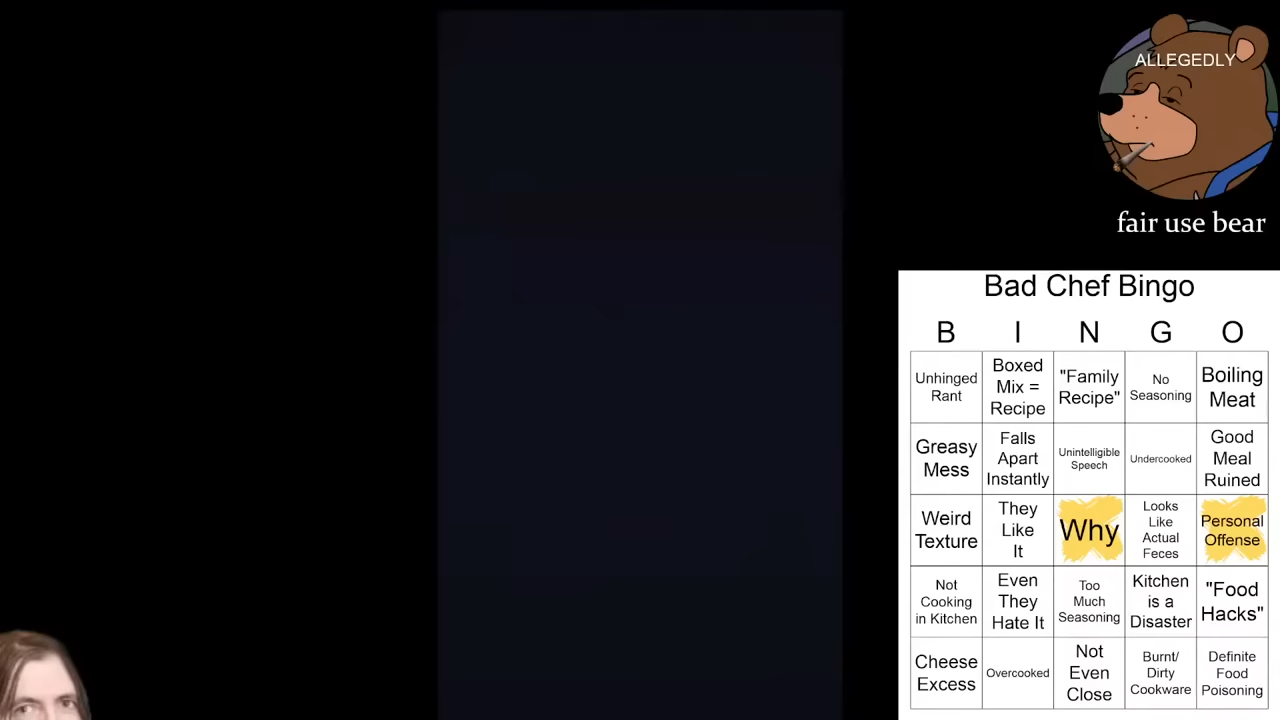 ALLEGEDLY
fair use bear
Bad Chef Bingo
B I N G O
Unhinged
Rant
Boxed
Mix =
Recipe
"Family
Recipe"
No
Seasoning
Boiling
Meat
Greasy
Mess
Falls
Apart
Instantly
Unintelligible
Speech
Undercooked
Good
Meal
Ruined
Weird
Texture
They
Like
It
Why
Looks
Like
Actual
Feces
Personal
Offense
Not
Cooking
in Kitchen
Even
They
Hate It
Too
Much
Seasoning
Kitchen
is a
Disaster
"Food
Hacks"
Cheese
Excess
Overcooked
Not
Even
Close
Burnt/
Dirty
Cookware
Definite
Food
Poisoning